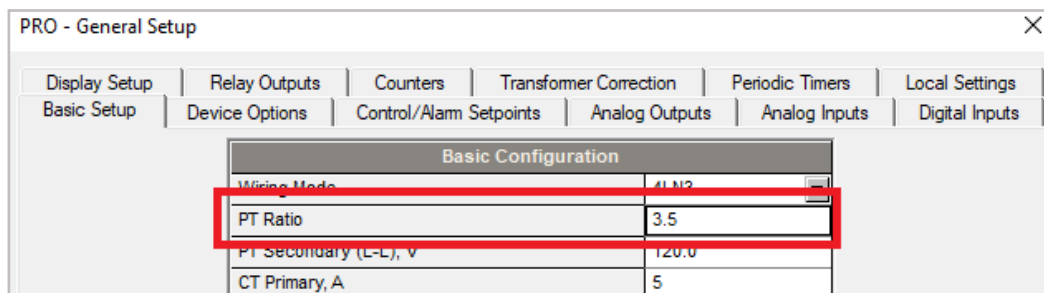 PRO - General Setup
Display Setup Relay Outputs Counters Transformer Correction Periodic Timers Local Settings
Basic Setup Device Options Control/Alarm Setpoints Analog Outputs Analog Inputs Digital Inputs
Basic Configuration
Wiring Mode 4LN3
PT Ratio 3.5
PT Secondary (L-L), V 120.0
CT Primary, A 5